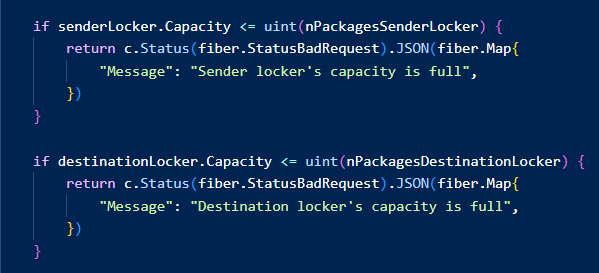 if senderLocker.Capacity <= uint(nPackagesSenderLocker) {
return c.Status(fiber.StatusBadRequest).JSON(fiber.Map{
"Message": "Sender locker's capacity is full",
})
}
if destinationLocker.Capacity <= uint(nPackagesDestinationLocker) {
return c.Status(fiber.StatusBadRequest).JSON(fiber.Map{
"Message": "Destination locker's capacity is full",
})
}